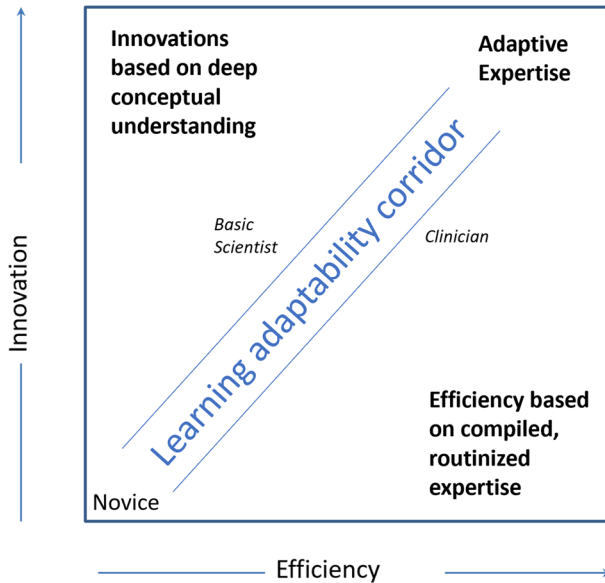 Innovations
based on deep
conceptual
understanding
Adaptive
Expertise
Learning adaptability corridor
Basic
Scientist
Clinician
Innovation
Efficiency based
on compiled,
routinized
expertise
Novice
Efficiency